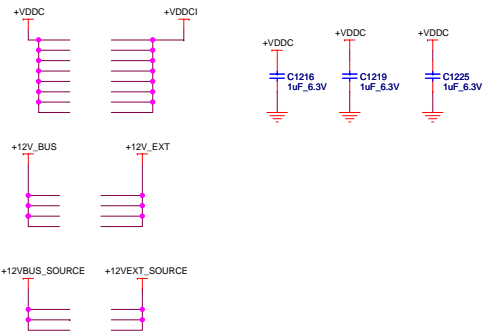 +VDDC
+VDDCI
+VDDC
+VDDC
+VDDC
C1216
1uF_6.3V
C1219
1uF_6.3V
C1225
1uF_6.3V
+12V_BUS
+12V_EXT
+12VBUS_SOURCE
+12VEXT_SOURCE